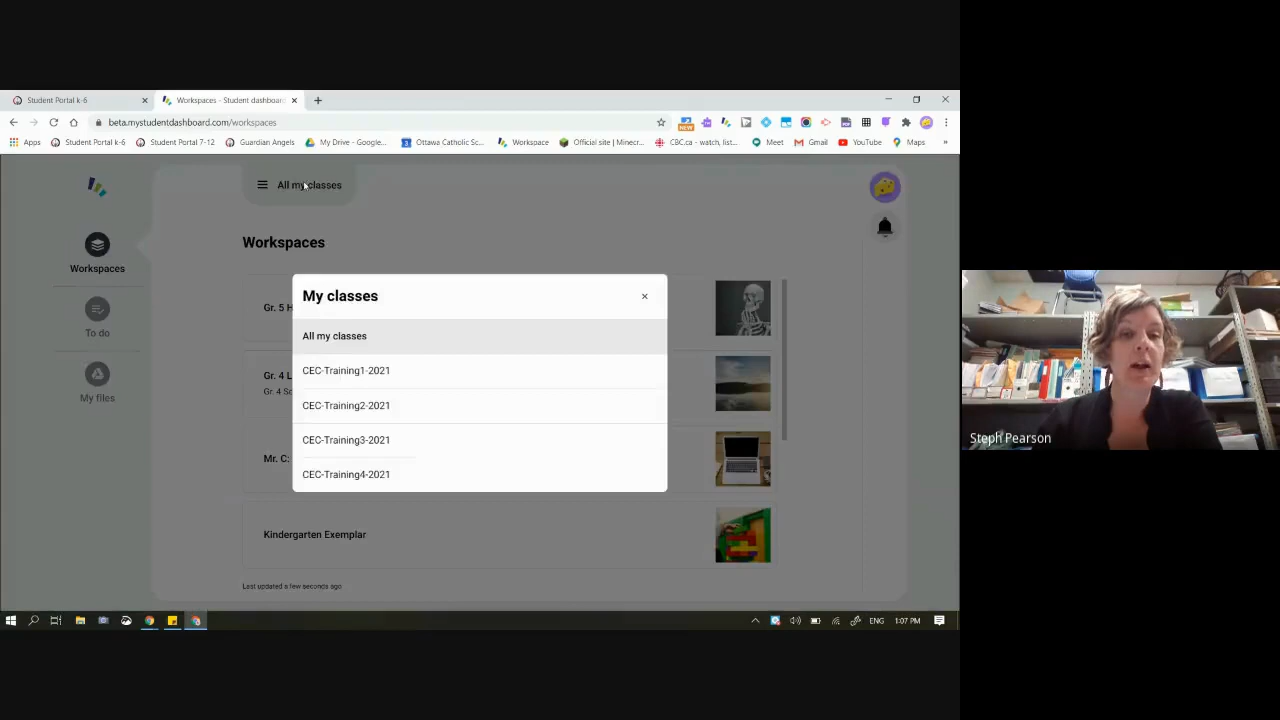 Student Portal k-6
Workspaces - Student dashboard
beta.mystudentdashboard.com/workspaces
Apps
Student Portal k-6
Student Portal 7-12
Guardian Angels
My Drive - Google...
Ottawa Catholic Sc...
Workspace
Official site | Minecr...
CBC.ca - watch, list...
Meet
Gmail
YouTube
Maps
»
NEW
All my classes
Workspaces
Workspaces
To do
My files
Gr. 5 H
Gr. 4 L
Gr. 4 Sc
Mr. C:
Kindergarten Exemplar
Last updated a few seconds ago
My classes
×
All my classes
CEC-Training1-2021
CEC-Training2-2021
CEC-Training3-2021
CEC-Training4-2021
ENG
1:07 PM
Steph Pearson